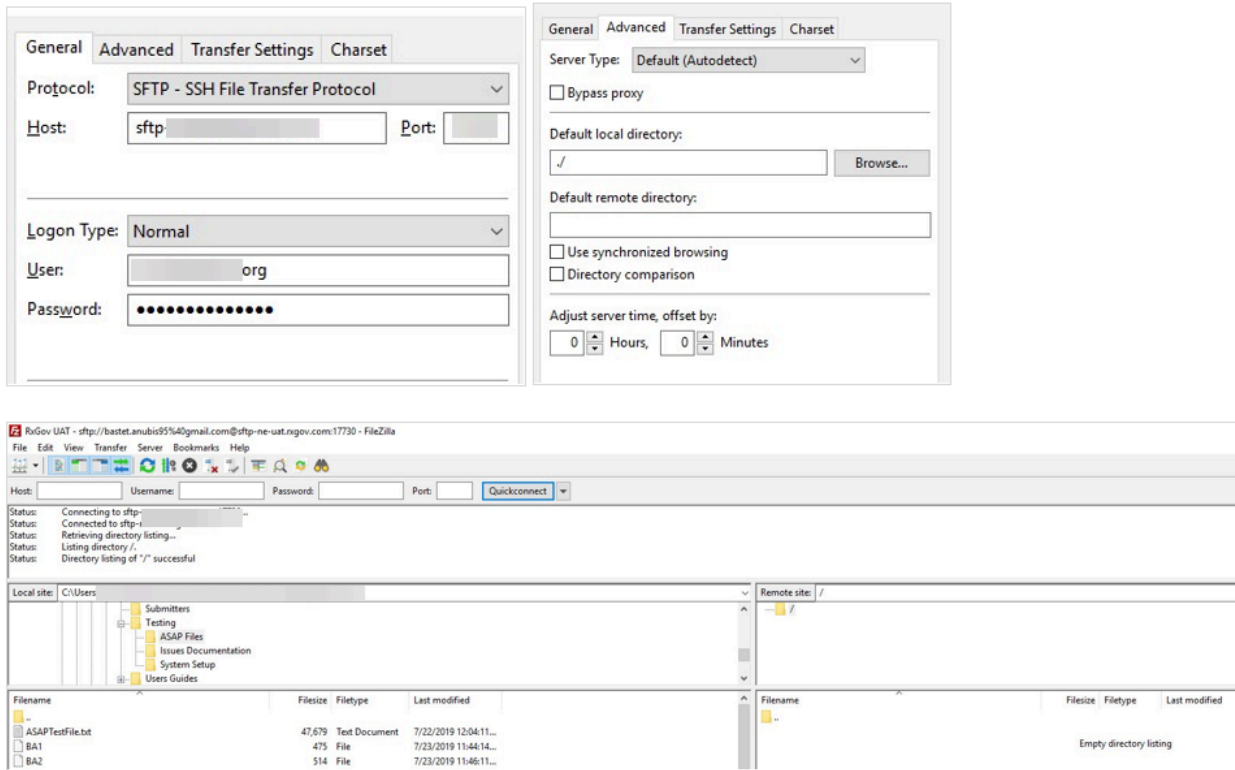 General Advanced Transfer Settings Charset
Protocol: SFTP - SSH File Transfer Protocol
Host: sftp- Port:
Logon Type: Normal
User: org
Password: ••••••••••••••
General Advanced Transfer Settings Charset
Server Type: Default (Autodetect)
Bypass proxy
Default local directory:
./ Browse...
Default remote directory:
Use synchronized browsing
Directory comparison
Adjust server time, offset by:
0 Hours, 0 Minutes
RxGov UAT - sftp://bastet.anubis95%40gmail.com@sftp-ne-uat.rxgov.com:17730 - FileZilla
File Edit View Transfer Server Bookmarks Help
Host: Username: Password: Port: Quickconnect
Status: Connecting to sftp-
Status: Connected to sftp-
Status: Retrieving directory listing...
Status: Listing directory /.
Status: Directory listing of "/" successful
Local site: C:\Users Remote site: /
Submitters /
Testing
ASAP Files
Issues Documentation
System Setup
Users Guides
Filename Filesize Filetype Last modified Filename Filesize Filetype Last modified
.. ..
ASAPTestFile.txt 47,679 Text Document 7/22/2019 12:04:11...
BA1 475 File 7/23/2019 11:44:14... Empty directory listing
BA2 514 File 7/23/2019 11:46:11...